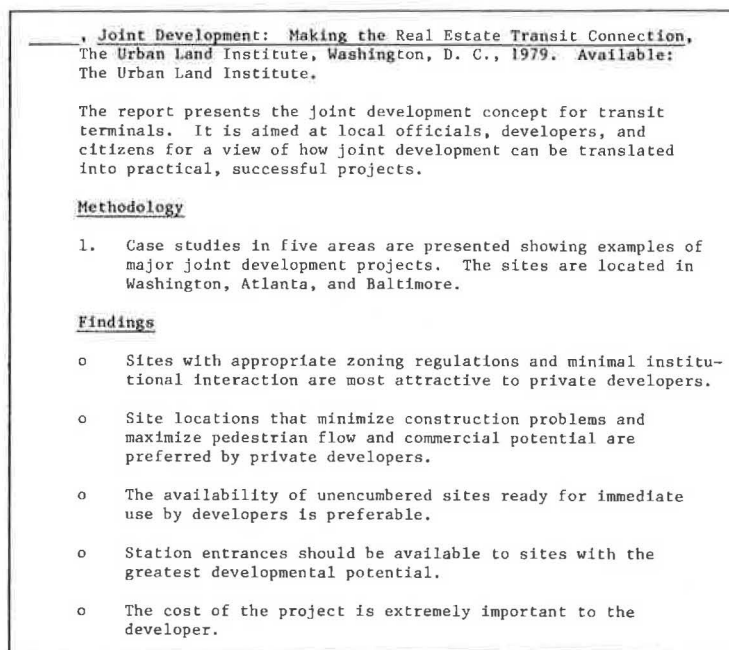 ____, Joint Development: Making the Real Estate Transit Connection,
The Urban Land Institute, Washington, D. C., 1979. Available:
The Urban Land Institute.
The report presents the joint development concept for transit
terminals. It is aimed at local officials, developers, and
citizens for a view of how joint development can be translated
into practical, successful projects.
Methodology
1. Case studies in five areas are presented showing examples of
major joint development projects. The sites are located in
Washington, Atlanta, and Baltimore.
Findings
o Sites with appropriate zoning regulations and minimal institu-
tional interaction are most attractive to private developers.
o Site locations that minimize construction problems and
maximize pedestrian flow and commercial potential are
preferred by private developers.
o The availability of unencumbered sites ready for immediate
use by developers is preferable.
o Station entrances should be available to sites with the
greatest developmental potential.
o The cost of the project is extremely important to the
developer.